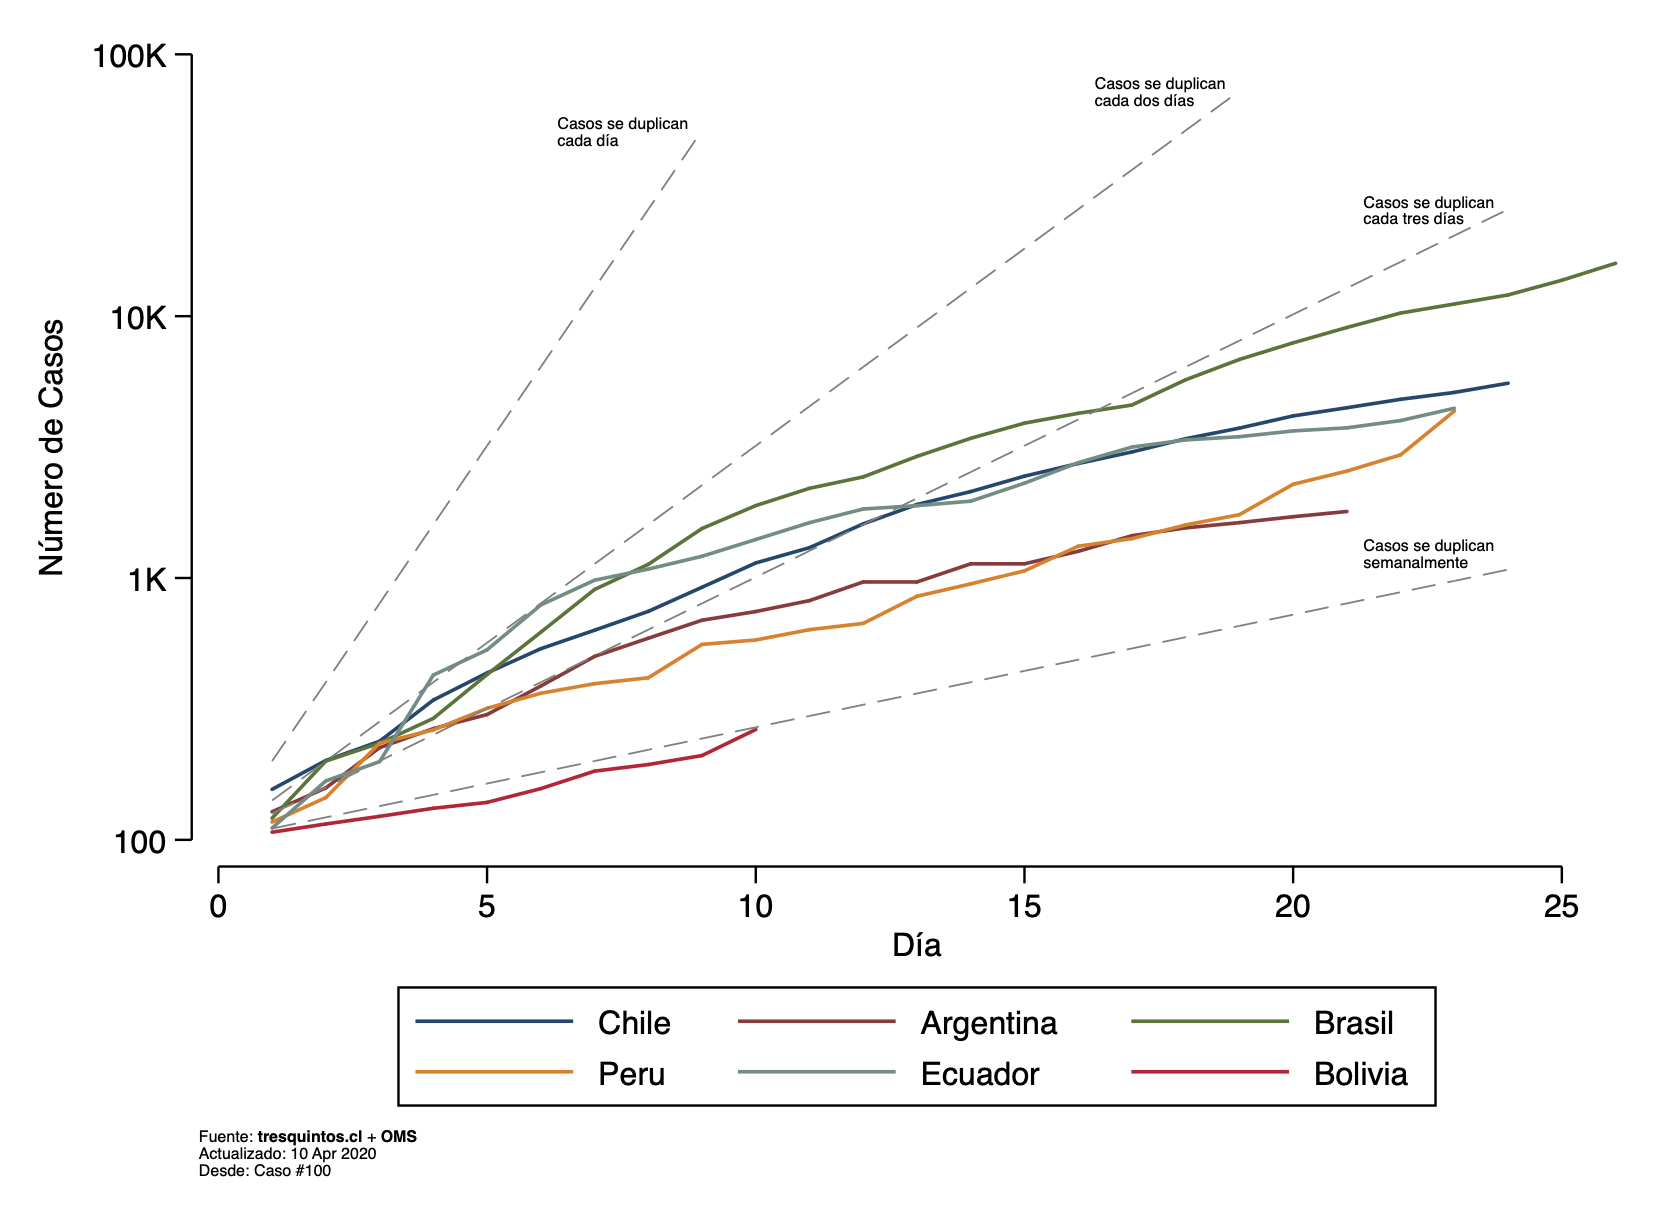 100K
10K
1K
100
Número de Casos
Casos se duplican
cada día
Casos se duplican
cada dos días
Casos se duplican
cada tres días
Casos se duplican
semanalmente
0 5 10 15 20 25
Día
Chile Argentina Brasil
Peru Ecuador Bolivia
Fuente: tresquintos.cl + OMS
Actualizado: 10 Apr 2020
Desde: Caso #100